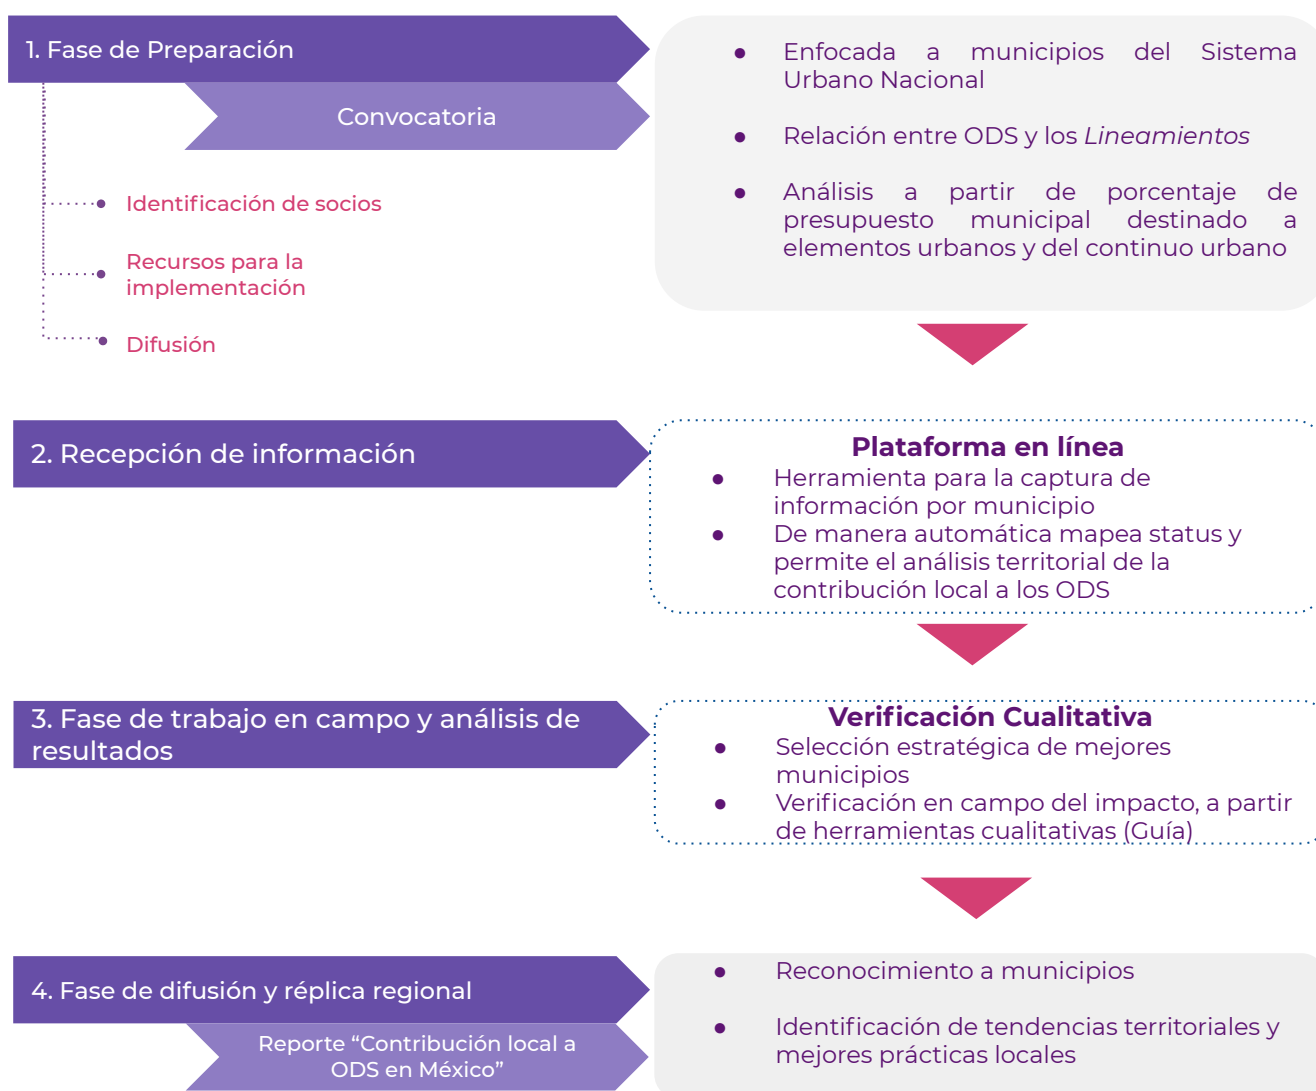 1. Fase de Preparación
Convocatoria
Identificación de socios
Recursos para la
implementación
Difusión
● Enfocada a municipios del Sistema
Urbano Nacional
● Relación entre ODS y los Lineamientos
● Análisis a partir de porcentaje de
presupuesto municipal destinado a
elementos urbanos y del continuo urbano
2. Recepción de información
Plataforma en línea
● Herramienta para la captura de
información por municipio
● De manera automática mapea status y
permite el análisis territorial de la
contribución local a los ODS
3. Fase de trabajo en campo y análisis de
resultados
Verificación Cualitativa
● Selección estratégica de mejores
municipios
● Verificación en campo del impacto, a partir
de herramientas cualitativas (Guía)
4. Fase de difusión y réplica regional
Reporte “Contribución local a
ODS en México”
● Reconocimiento a municipios
● Identificación de tendencias territoriales y
mejores prácticas locales